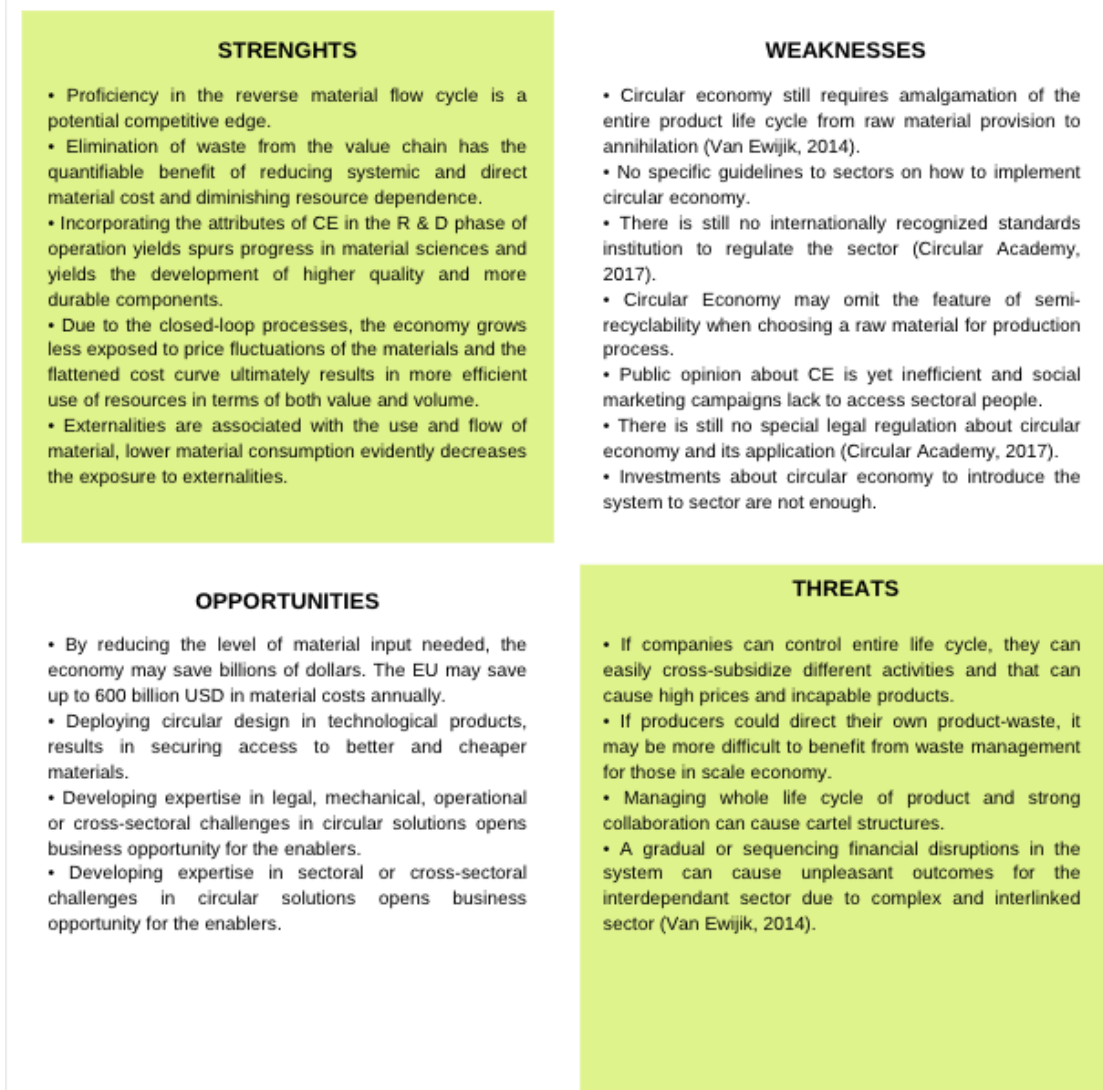 STRENGHTS
• Proficiency in the reverse material flow cycle is a
potential competitive edge.
• Elimination of waste from the value chain has the
quantifiable benefit of reducing systemic and direct
material cost and diminishing resource dependence.
• Incorporating the attributes of CE in the R & D phase of
operation yields spurs progress in material sciences and
yields the development of higher quality and more
durable components.
• Due to the closed-loop processes, the economy grows
less exposed to price fluctuations of the materials and the
flattened cost curve ultimately results in more efficient
use of resources in terms of both value and volume.
• Externalities are associated with the use and flow of
material, lower material consumption evidently decreases
the exposure to externalities.
WEAKNESSES
• Circular economy still requires amalgamation of the
entire product life cycle from raw material provision to
annihilation (Van Ewijik, 2014).
• No specific guidelines to sectors on how to implement
circular economy.
• There is still no internationally recognized standards
institution to regulate the sector (Circular Academy,
2017).
• Circular Economy may omit the feature of semi-
recyclability when choosing a raw material for production
process.
• Public opinion about CE is yet inefficient and social
marketing campaigns lack to access sectoral people.
• There is still no special legal regulation about circular
economy and its application (Circular Academy, 2017).
• Investments about circular economy to introduce the
system to sector are not enough.
OPPORTUNITIES
• By reducing the level of material input needed, the
economy may save billions of dollars. The EU may save
up to 600 billion USD in material costs annually.
• Deploying circular design in technological products,
results in securing access to better and cheaper
materials.
• Developing expertise in legal, mechanical, operational
or cross-sectoral challenges in circular solutions opens
business opportunity for the enablers.
• Developing expertise in sectoral or cross-sectoral
challenges in circular solutions opens business
opportunity for the enablers.
THREATS
• If companies can control entire life cycle, they can
easily cross-subsidize different activities and that can
cause high prices and incapable products.
• If producers could direct their own product-waste, it
may be more difficult to benefit from waste management
for those in scale economy.
• Managing whole life cycle of product and strong
collaboration can cause cartel structures.
• A gradual or sequencing financial disruptions in the
system can cause unpleasant outcomes for the
interdependant sector due to complex and interlinked
sector (Van Ewijik, 2014).